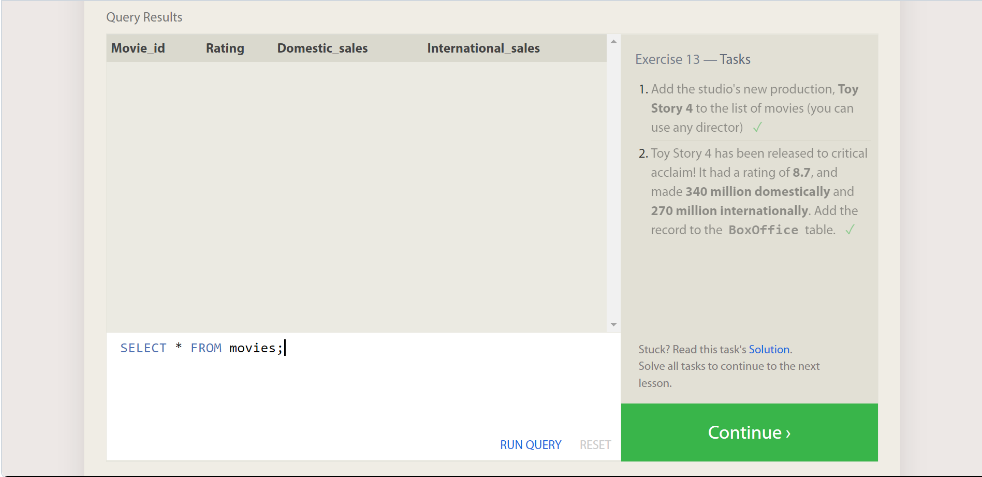 Query Results
Movie_id Rating Domestic_sales International_sales
SELECT * FROM movies;
RUN QUERY RESET
Exercise 13 — Tasks
1. Add the studio's new production, Toy
Story 4 to the list of movies (you can
use any director) ✓
2. Toy Story 4 has been released to critical
acclaim! It had a rating of 8.7, and
made 340 million domestically and
270 million internationally. Add the
record to the BoxOffice table. ✓
Stuck? Read this task's Solution.
Solve all tasks to continue to the next
lesson.
Continue ›